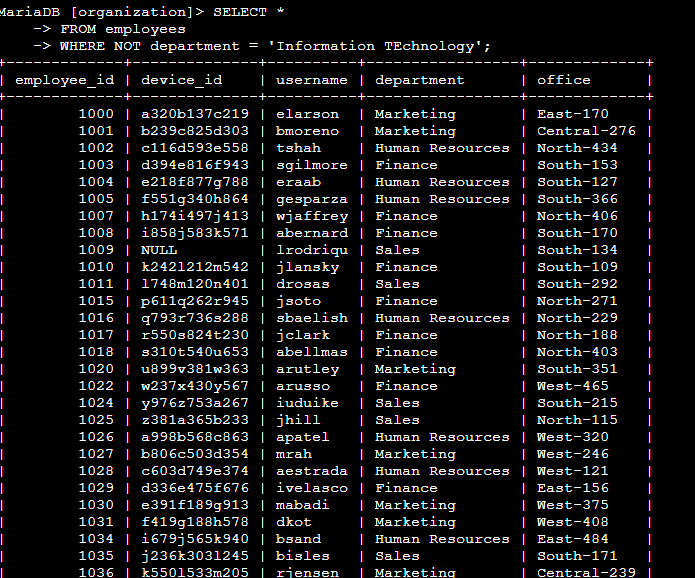 MariaDB [organization]> SELECT *
    -> FROM employees
    -> WHERE NOT department = 'Information TEchnology';
+-------------+--------------+----------+-----------------+-------------+
| employee_id | device_id    | username | department      | office      |
+-------------+--------------+----------+-----------------+-------------+
|        1000 | a320b137c219 | elarson  | Marketing       | East-170    |
|        1001 | b239c825d303 | bmoreno  | Marketing       | Central-276 |
|        1002 | c116d593e558 | tshah    | Human Resources | North-434   |
|        1003 | d394e816f943 | sgilmore | Finance         | South-153   |
|        1004 | e218f877g788 | eraab    | Human Resources | South-127   |
|        1005 | f551g340h864 | gesparza | Human Resources | South-366   |
|        1007 | h174i497j413 | wjaffrey | Finance         | North-406   |
|        1008 | i858j583k571 | abernard | Finance         | South-170   |
|        1009 | NULL         | lrodriqu | Sales           | South-134   |
|        1010 | k242l212m542 | jlansky  | Finance         | South-109   |
|        1011 | l748m120n401 | drosas   | Sales           | South-292   |
|        1015 | p611q262r945 | jsoto    | Finance         | North-271   |
|        1016 | q793r736s288 | sbaelish | Human Resources | North-229   |
|        1017 | r550s824t230 | jclark   | Finance         | North-188   |
|        1018 | s310t540u653 | abellmas | Finance         | North-403   |
|        1020 | u899v381w363 | arutley  | Marketing       | South-351   |
|        1022 | w237x430y567 | arusso   | Finance         | West-465    |
|        1024 | y976z753a267 | iuduike  | Sales           | South-215   |
|        1025 | z381a365b233 | jhill    | Sales           | North-115   |
|        1026 | a998b568c863 | apatel   | Human Resources | West-320    |
|        1027 | b806c503d354 | mrah     | Marketing       | West-246    |
|        1028 | c603d749e374 | aestrada | Human Resources | West-121    |
|        1029 | d336e475f676 | ivelasco | Finance         | East-156    |
|        1030 | e391f189g913 | mabadi   | Marketing       | West-375    |
|        1031 | f419g188h578 | dkot     | Marketing       | West-408    |
|        1034 | i679j565k940 | bsand    | Human Resources | East-484    |
|        1035 | j236k303l245 | bisles   | Sales           | South-171   |
|        1036 | k550l533m205 | rjensen  | Marketing       | Central-239 |